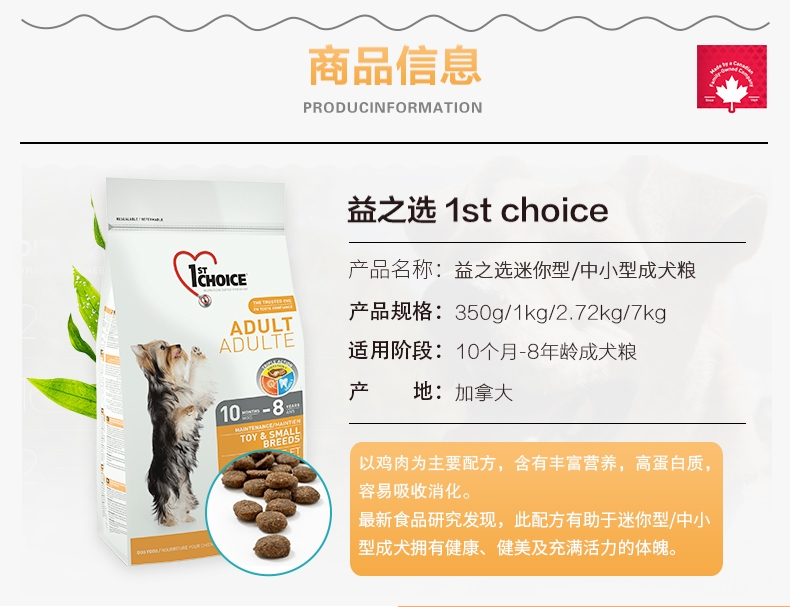 商品信息
PRODUCINFORMATION
Made by a Canadian
Family-Owned Company
益之选 1st choice
产品名称：益之选迷你型/中小型成犬粮
产品规格：350g/1kg/2.72kg/7kg
适用阶段：10个月-8年龄成犬粮
产 地：加拿大
以鸡肉为主要配方，含有丰富营养，高蛋白质，
容易吸收消化。
最新食品研究发现，此配方有助于迷你型/中小
型成犬拥有健康、健美及充满活力的体魄。
RESEALABLE / REFERMABLE
1ST
CHOICE
ADULT
ADULTE
10 MONTHS MOIS - 8 YEARS ANS
MAINTENANCE/MAINTIEN
TOY & SMALL
BREEDS